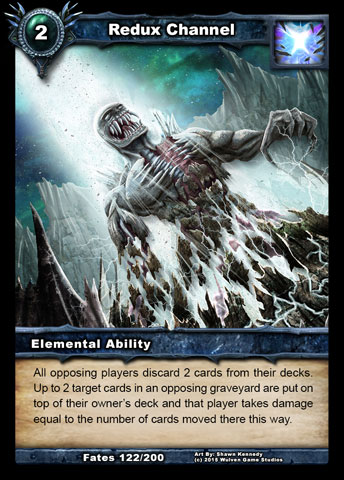 2
Redux Channel
Elemental Ability
All opposing players discard 2 cards from their decks.
Up to 2 target cards in an opposing graveyard are put on
top of their owner's deck and that player takes damage
equal to the number of cards moved there this way.
Fates 122/200
Art By: Shawn Kennedy
(c) 2015 Wulven Game Studios